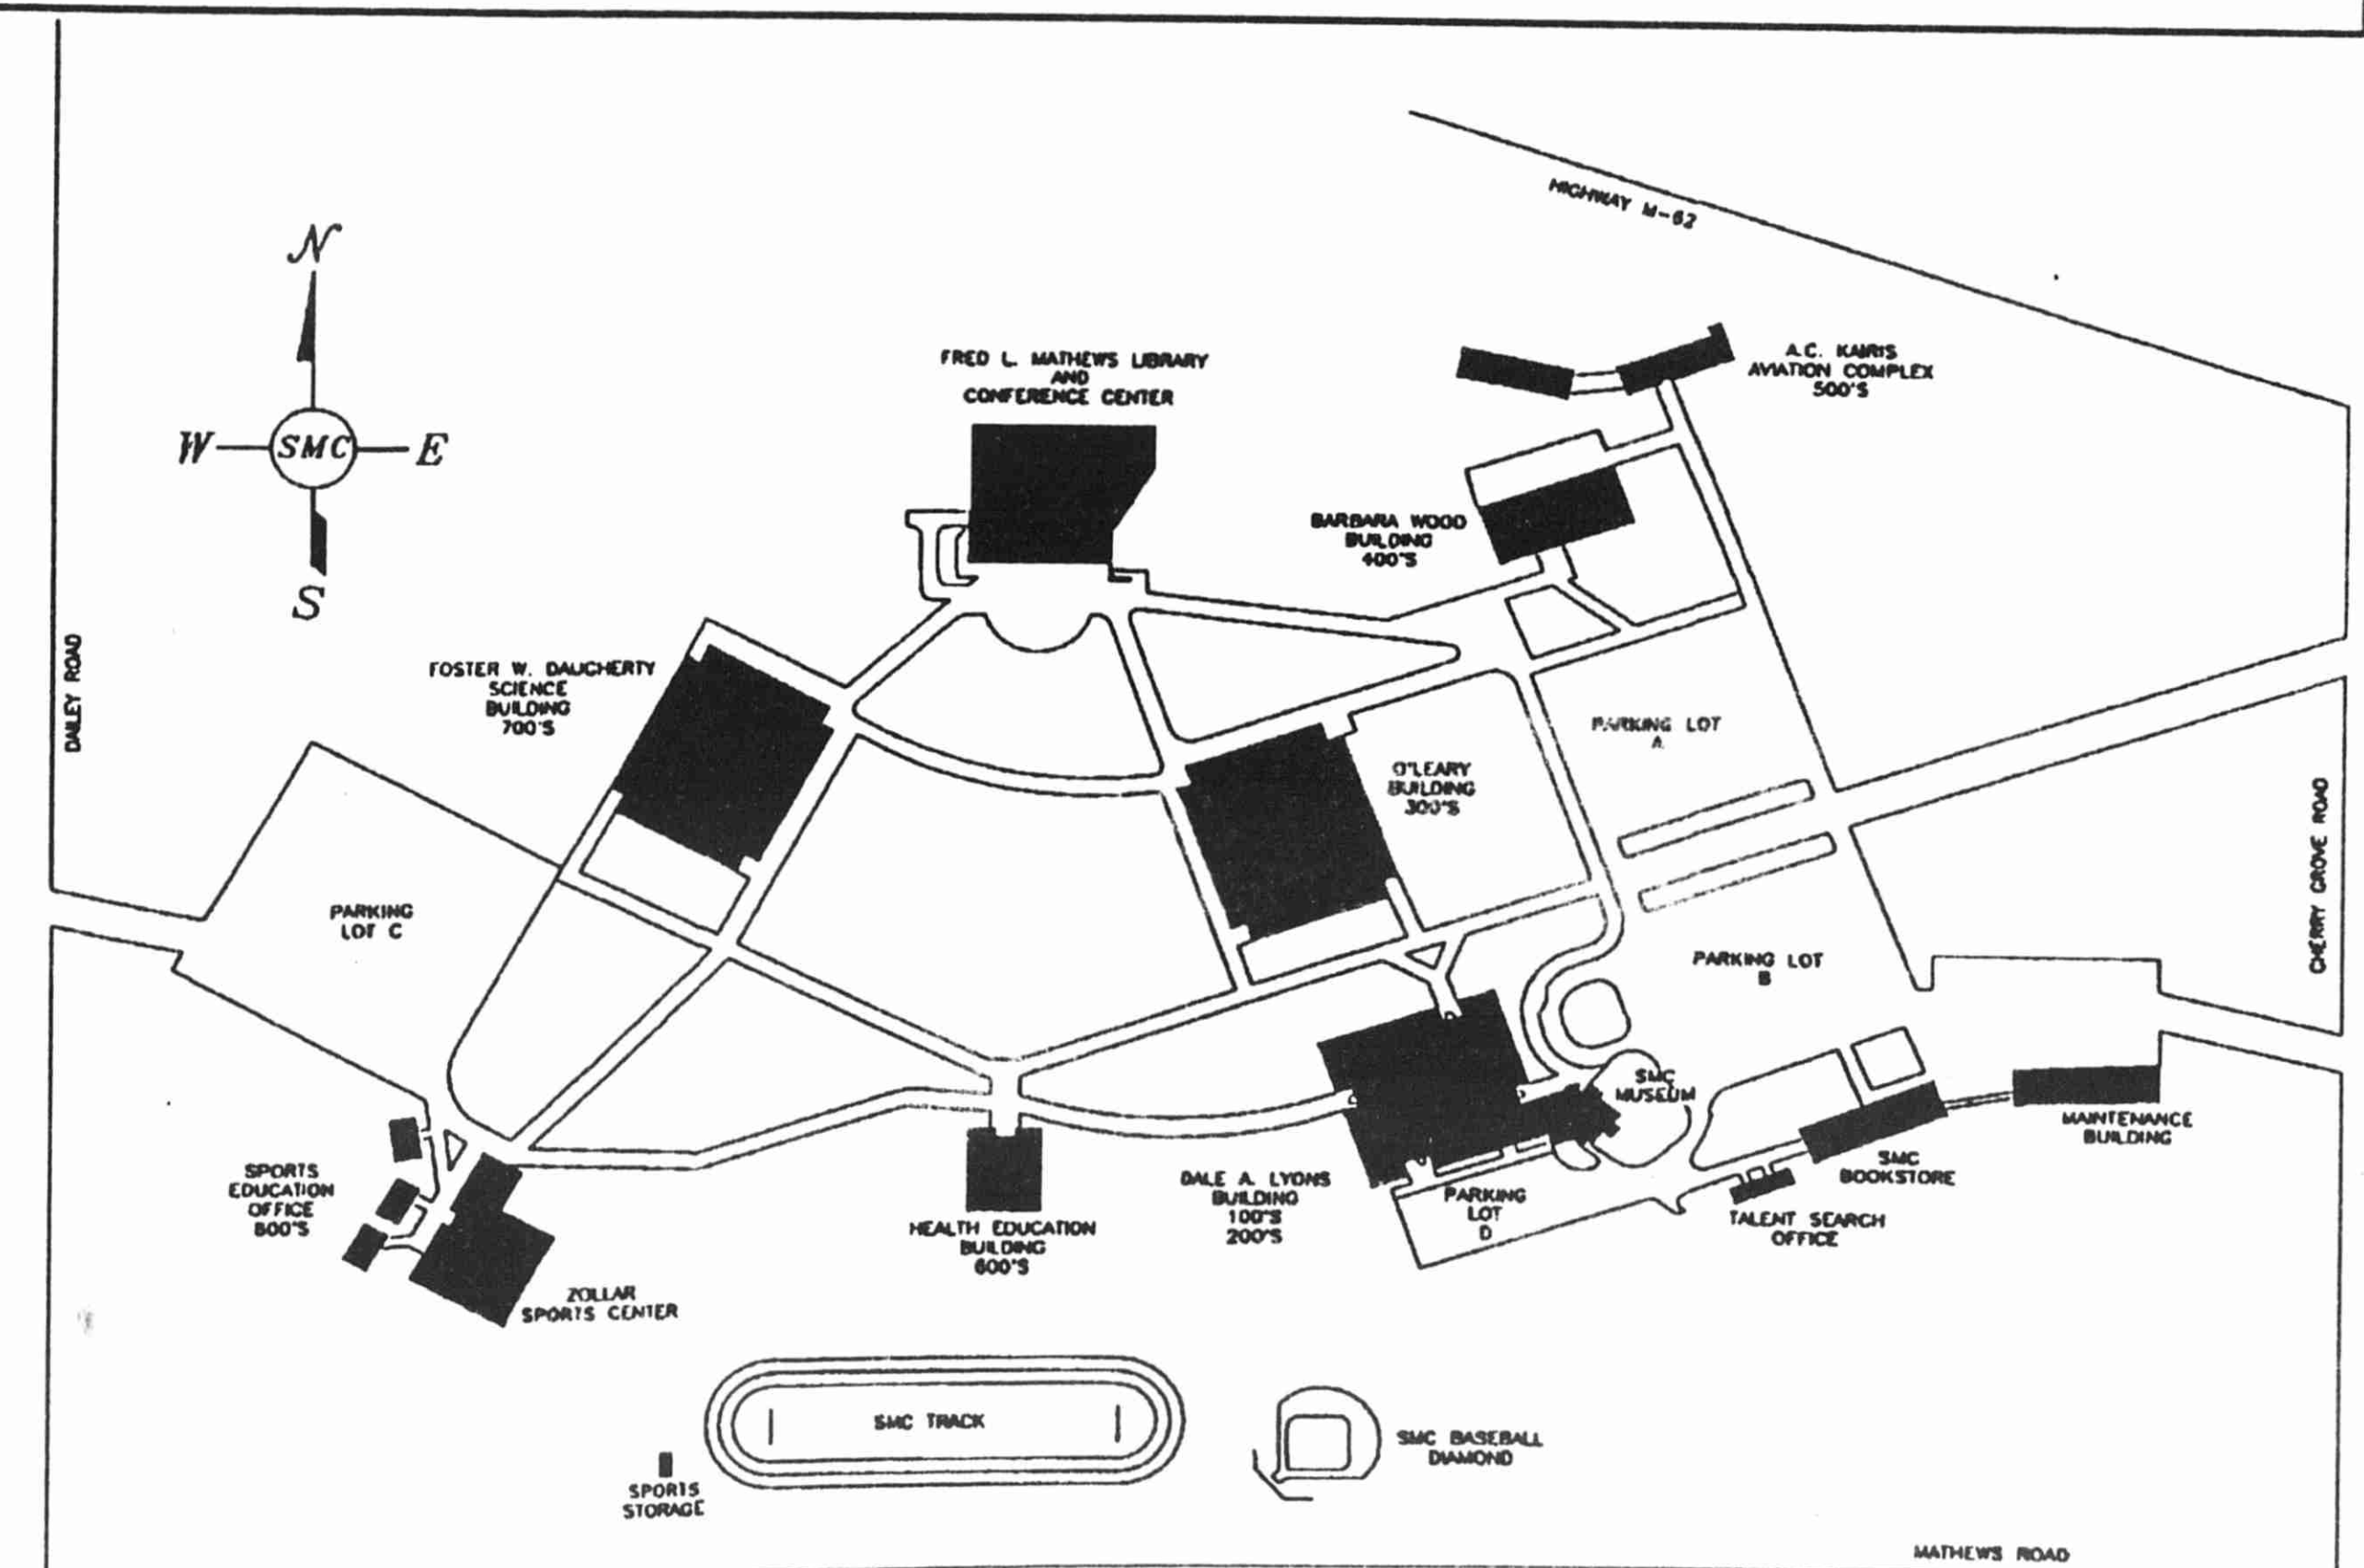 HIGHWAY M-62
N
W
SMC
E
S
FRED L. MATHEWS LIBRARY
AND
CONFERENCE CENTER
A.C. KAIRIS
AVIATION COMPLEX
500'S
BARBARA WOOD
BUILDING
400'S
DAILEY ROAD
FOSTER W. DAUGHERTY
SCIENCE
BUILDING
700'S
PARKING LOT
A
O'LEARY
BUILDING
300'S
CHERRY GROVE ROAD
PARKING
LOT C
PARKING LOT
B
SMC
MUSEUM
MAINTENANCE
BUILDING
SPORTS
EDUCATION
OFFICE
800'S
DALE A. LYONS
BUILDING
100'S
200'S
PARKING
LOT
D
SMC
BOOKSTORE
TALENT SEARCH
OFFICE
HEALTH EDUCATION
BUILDING
600'S
ZOLLAR
SPORTS CENTER
SMC TRACK
SMC BASEBALL
DIAMOND
SPORTS
STORAGE
MATHEWS ROAD